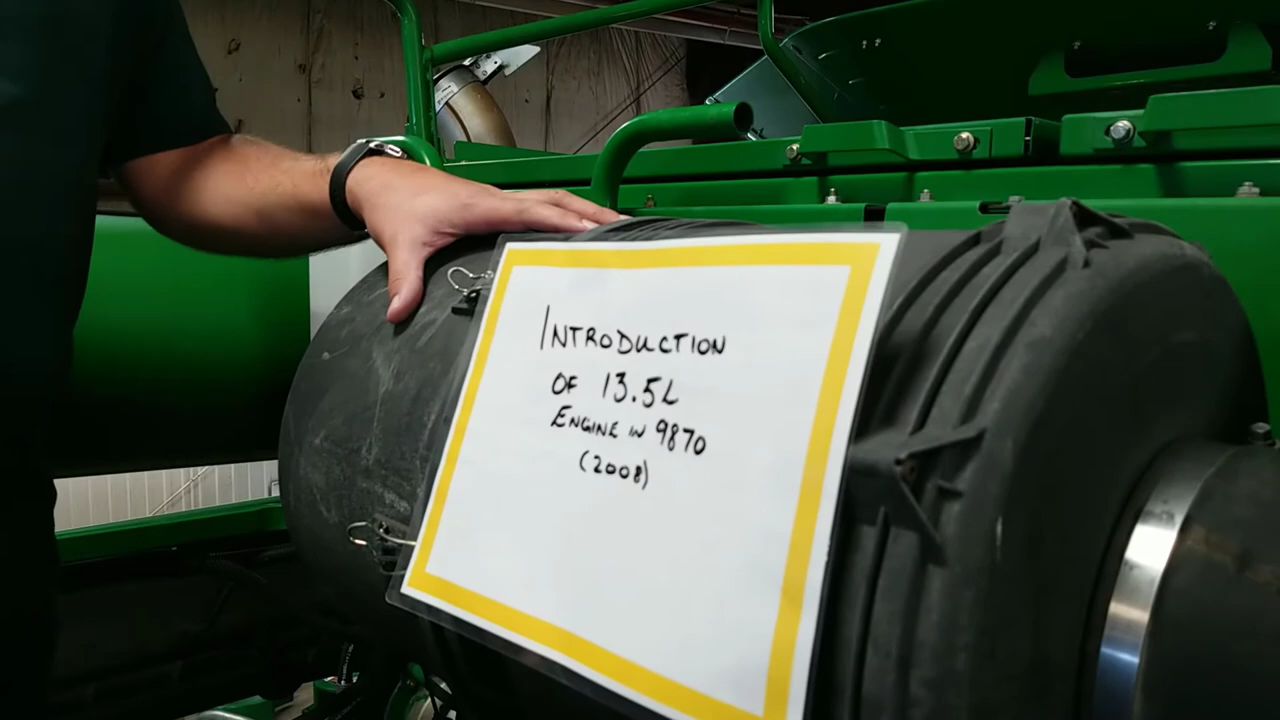 INTRODUCTION
OF 13.5L
ENGINE IN 9870
(2008)